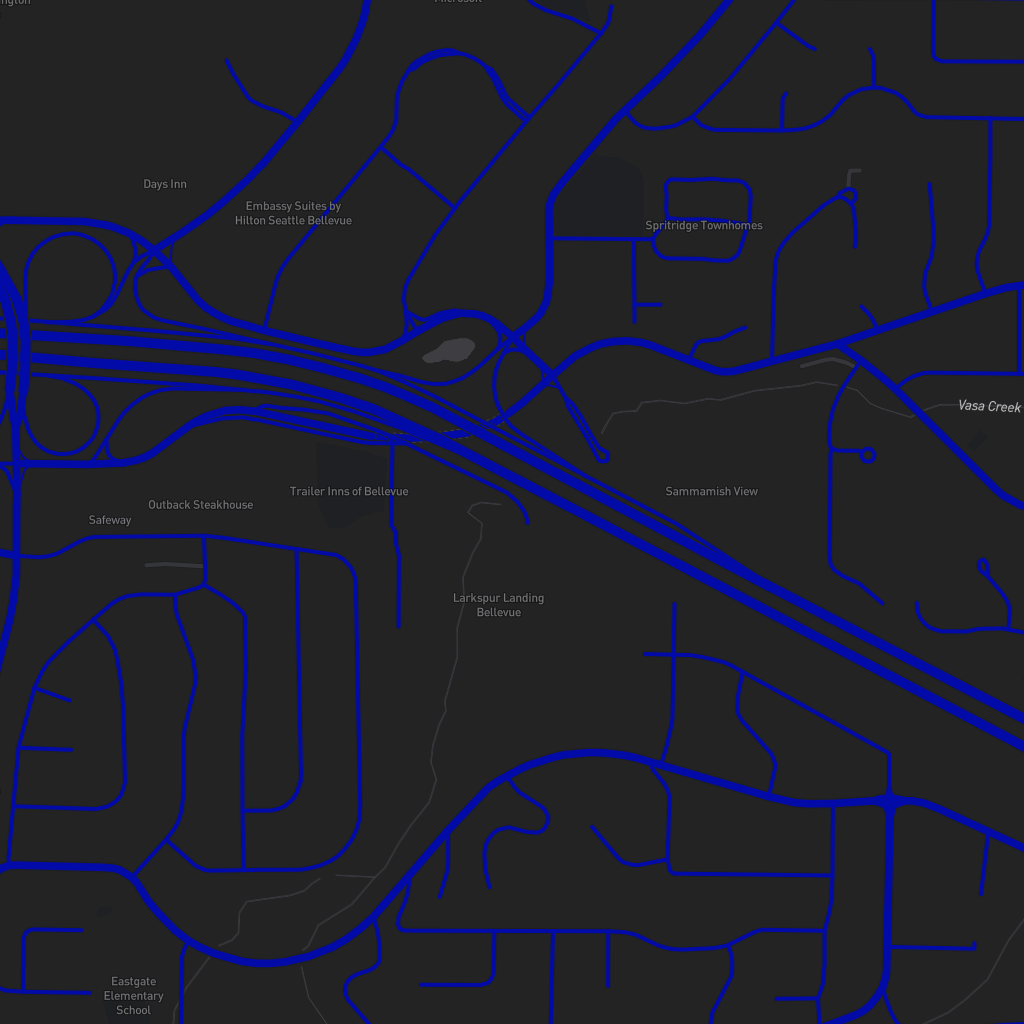 Days Inn
Embassy Suites by
Hilton Seattle Bellevue
Spritridge Townhomes
Vasa Creek
Trailer Inns of Bellevue
Sammamish View
Outback Steakhouse
Safeway
Larkspur Landing
Bellevue
Eastgate
Elementary
School